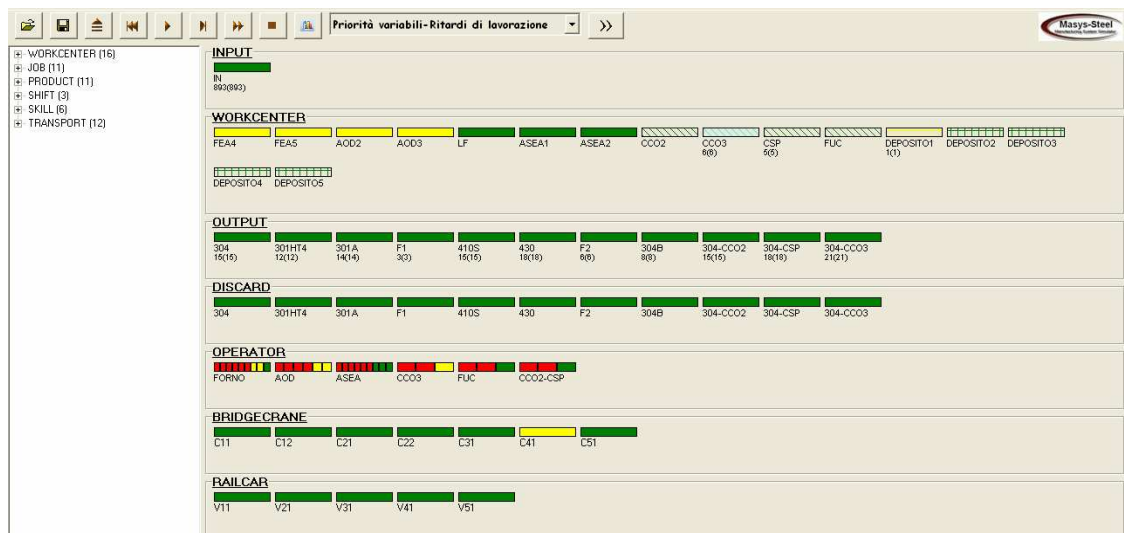 Priorità variabili-Ritardi di lavorazione
>>
Masys-Steel
Manufacturing System Simulator
WORKCENTER (16)
JOB (11)
PRODUCT (11)
SHIFT (3)
SKILL (6)
TRANSPORT (12)
INPUT
IN
893(893)
WORKCENTER
FEA4 FEA5 AOD2 AOD3 LF ASEA1 ASEA2 CCO2 CCO3 CSP FUC DEPOSITO1 DEPOSITO2 DEPOSITO3
6(6) 5(5) 1(1)
DEPOSITO4 DEPOSITO5
OUTPUT
304 301HT4 301A F1 410S 430 F2 304B 304-CCO2 304-CSP 304-CCO3
15(15) 12(12) 14(14) 3(3) 15(15) 18(18) 6(6) 8(8) 15(15) 18(18) 21(21)
DISCARD
304 301HT4 301A F1 410S 430 F2 304B 304-CCO2 304-CSP 304-CCO3
OPERATOR
FORNO AOD ASEA CCO3 FUC CCO2-CSP
BRIDGECRANE
C11 C12 C21 C22 C31 C41 C51
RAILCAR
V11 V21 V31 V41 V51